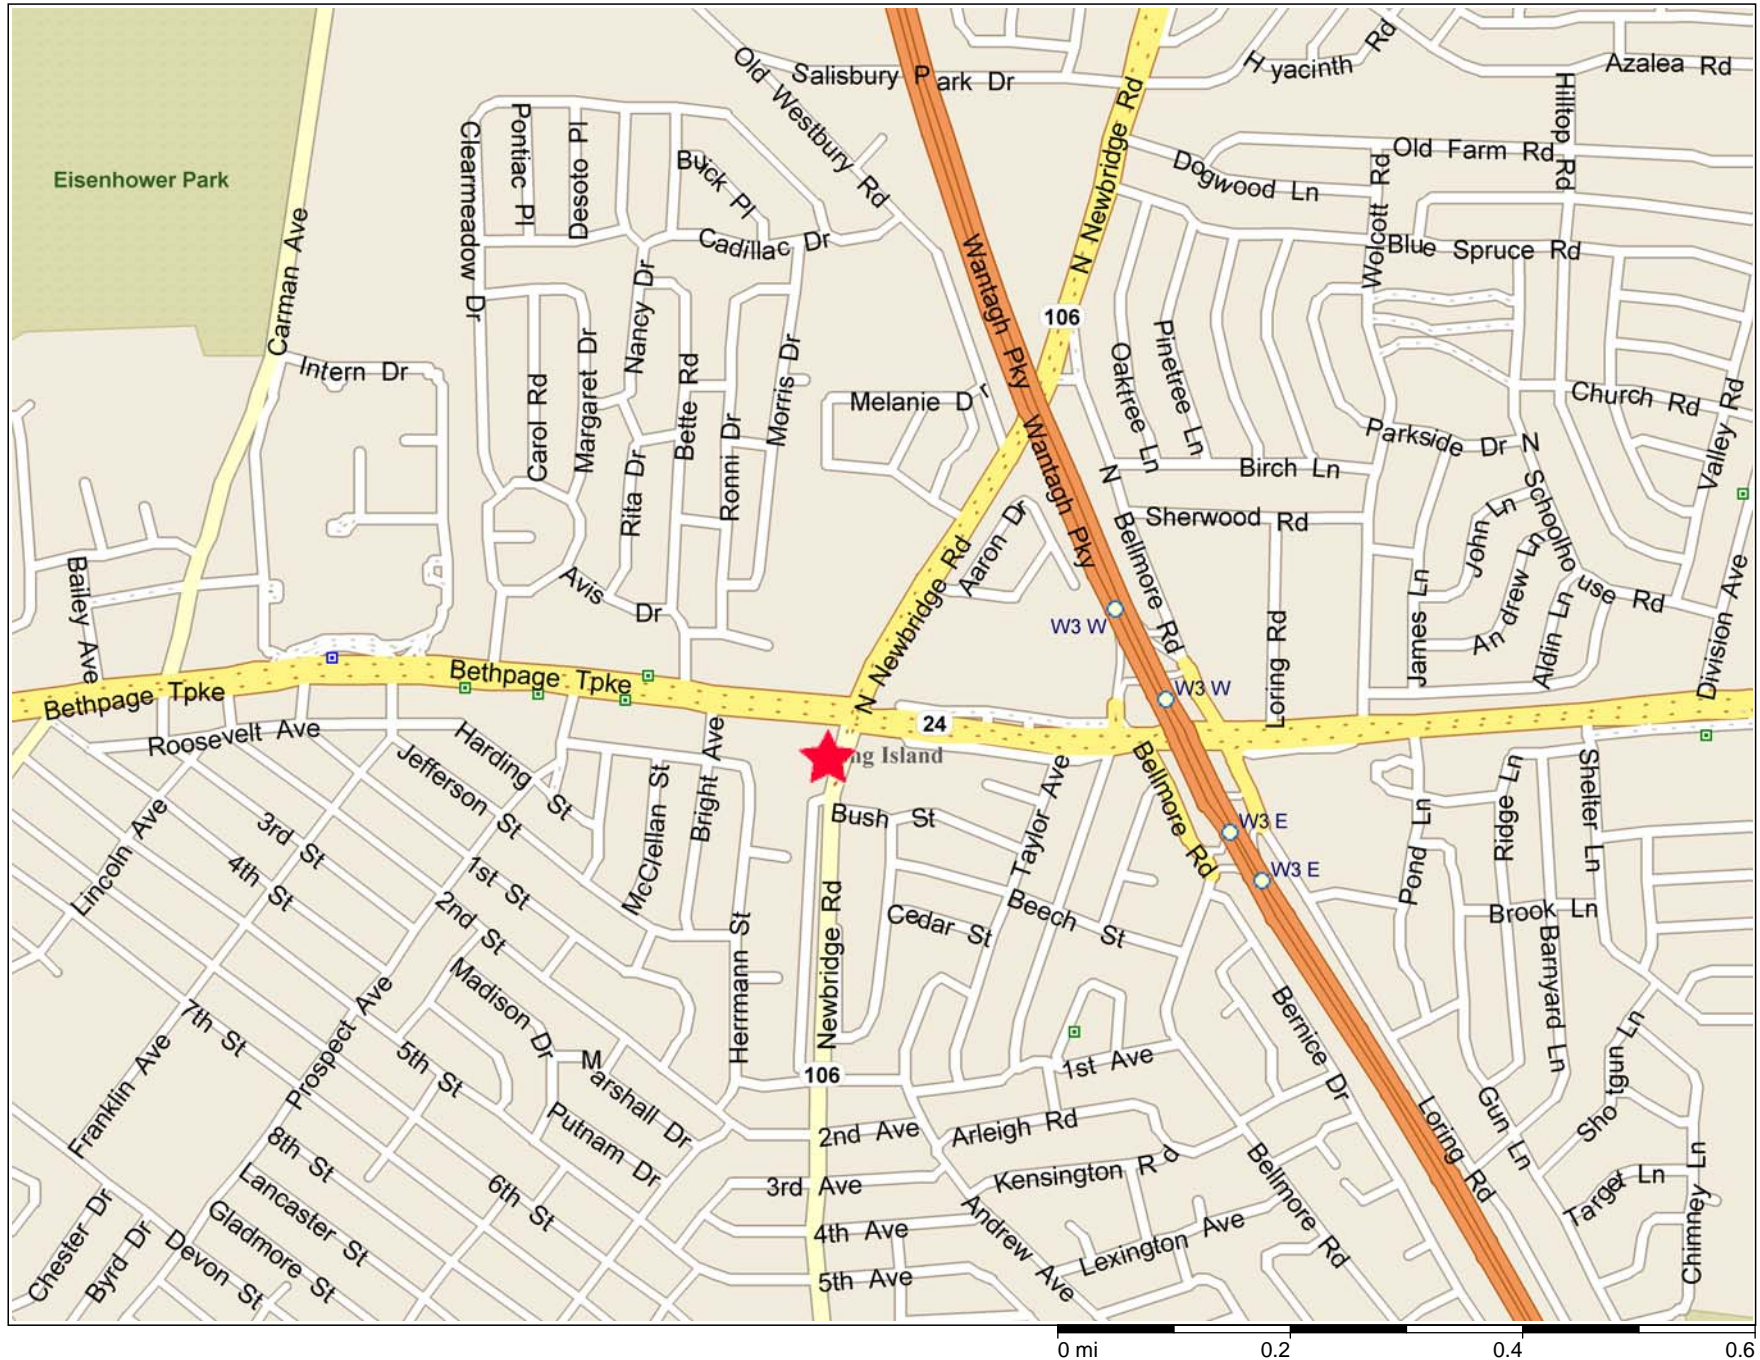 Old Westbury Rd
Salisbury Park Dr
Hyacinth Rd
Azalea Rd
Hilltop Rd
Eisenhower Park
Carman Ave
Clearmeadow Dr
Pontiac Pl
Desoto Pl
Buick Pl
Cadillac Dr
N Newbridge Rd
Dogwood Ln
Old Farm Rd
Wolcott Rd
Blue Spruce Rd
Wantagh Pky
106
Intern Dr
Carol Rd
Margaret Dr
Nancy Dr
Rita Dr
Bette Rd
Ronni Dr
Morris Dr
Melanie Dr
Oaktree Ln
Pinetree Ln
Church Rd
Parkside Dr
Birch Ln
Valley Rd
Wantagh Pky
N Bellmore Rd
Sherwood Rd
N Schoolhouse Rd
John Ln
Andrew Ln
Aldin Ln
James Ln
Loring Rd
Division Ave
Bailey Ave
Avis Dr
Aaron Dr
N Newbridge Rd
W3 W
W3 W
Bethpage Tpke
Bethpage Tpke
24
ng Island
Roosevelt Ave
Harding St
Jefferson St
McClellan St
Bright Ave
Bush St
Taylor Ave
Bellmore Rd
W3 E
W3 E
Pond Ln
Ridge Ln
Shelter Ln
Lincoln Ave
3rd St
4th St
1st St
2nd St
Herrmann St
Newbridge Rd
Cedar St
Beech St
Brook Ln
Barnyard Ln
Madison Dr
7th St
Franklin Ave
Prospect Ave
5th St
Marshall Dr
Putnam Dr
106
1st Ave
Bernice Dr
Loring Rd
Gun Ln
Shotgun Ln
Target Ln
Chimney Ln
2nd Ave
Arleigh Rd
3rd Ave
Kensington Rd
4th Ave
5th Ave
Andrew Ave
Lexington Ave
Bellmore Rd
8th St
6th St
Lancaster St
Gladmore St
Devon St
Chester Dr
Byrd Dr
0 mi 0.2 0.4 0.6